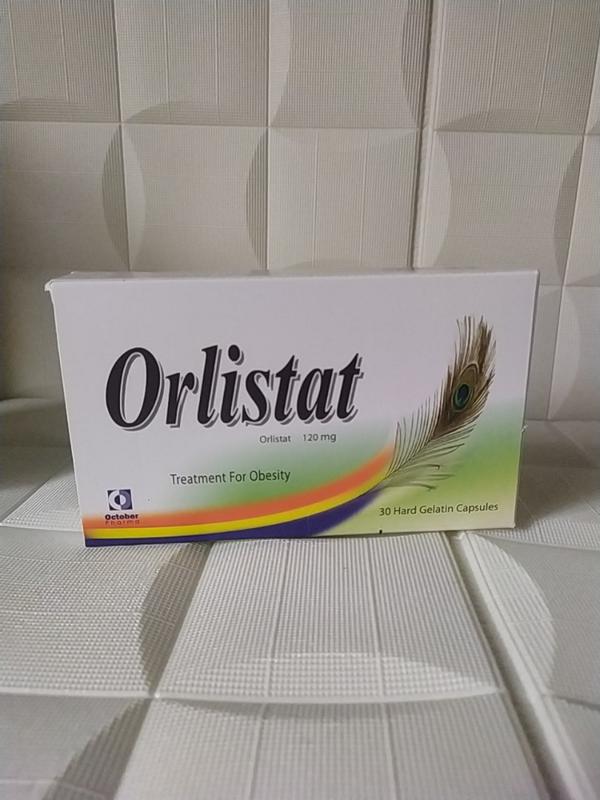 Orlistat
Orlistat 120 mg
Treatment For Obesity
October
Pharma
30 Hard Gelatin Capsules